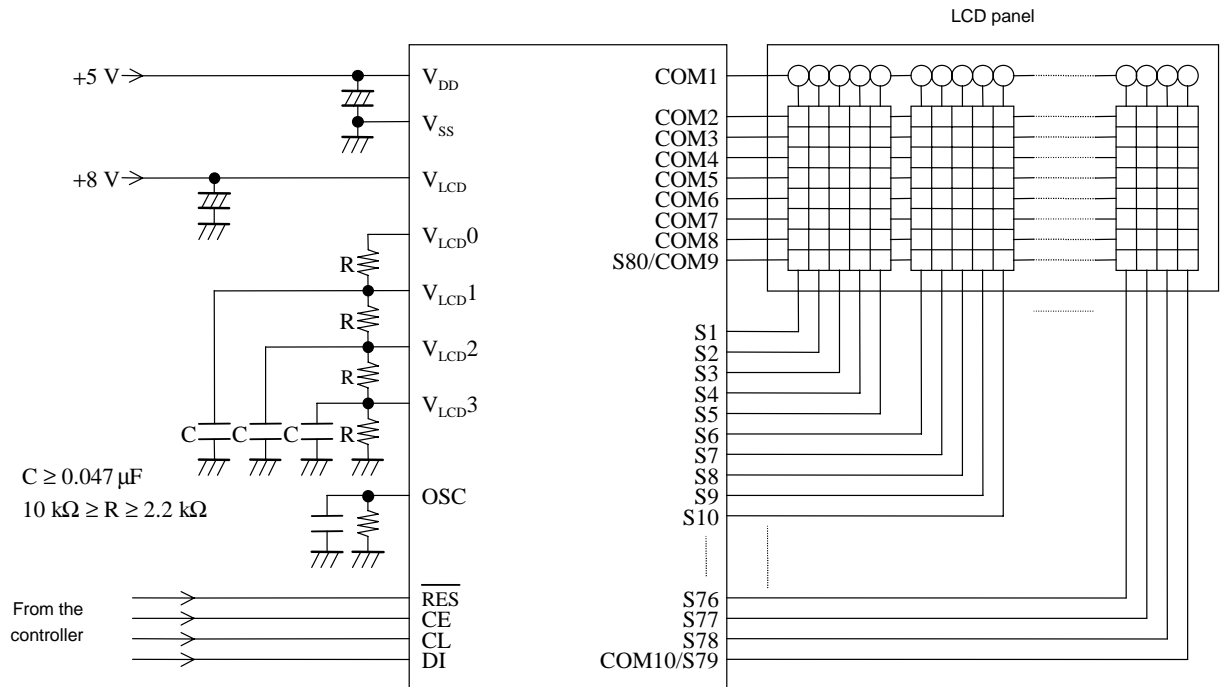 LCD panel
+5 V
V_DD
V_SS
+8 V
V_LCD
V_LCD0
R
V_LCD1
R
V_LCD2
R
V_LCD3
C
C
C
R
C ≥ 0.047 µF
10 kΩ ≥ R ≥ 2.2 kΩ
OSC
From the
controller
R̅E̅S̅
CE
CL
DI
COM1
COM2
COM3
COM4
COM5
COM6
COM7
COM8
S80/COM9
S1
S2
S3
S4
S5
S6
S7
S8
S9
S10
S76
S77
S78
COM10/S79